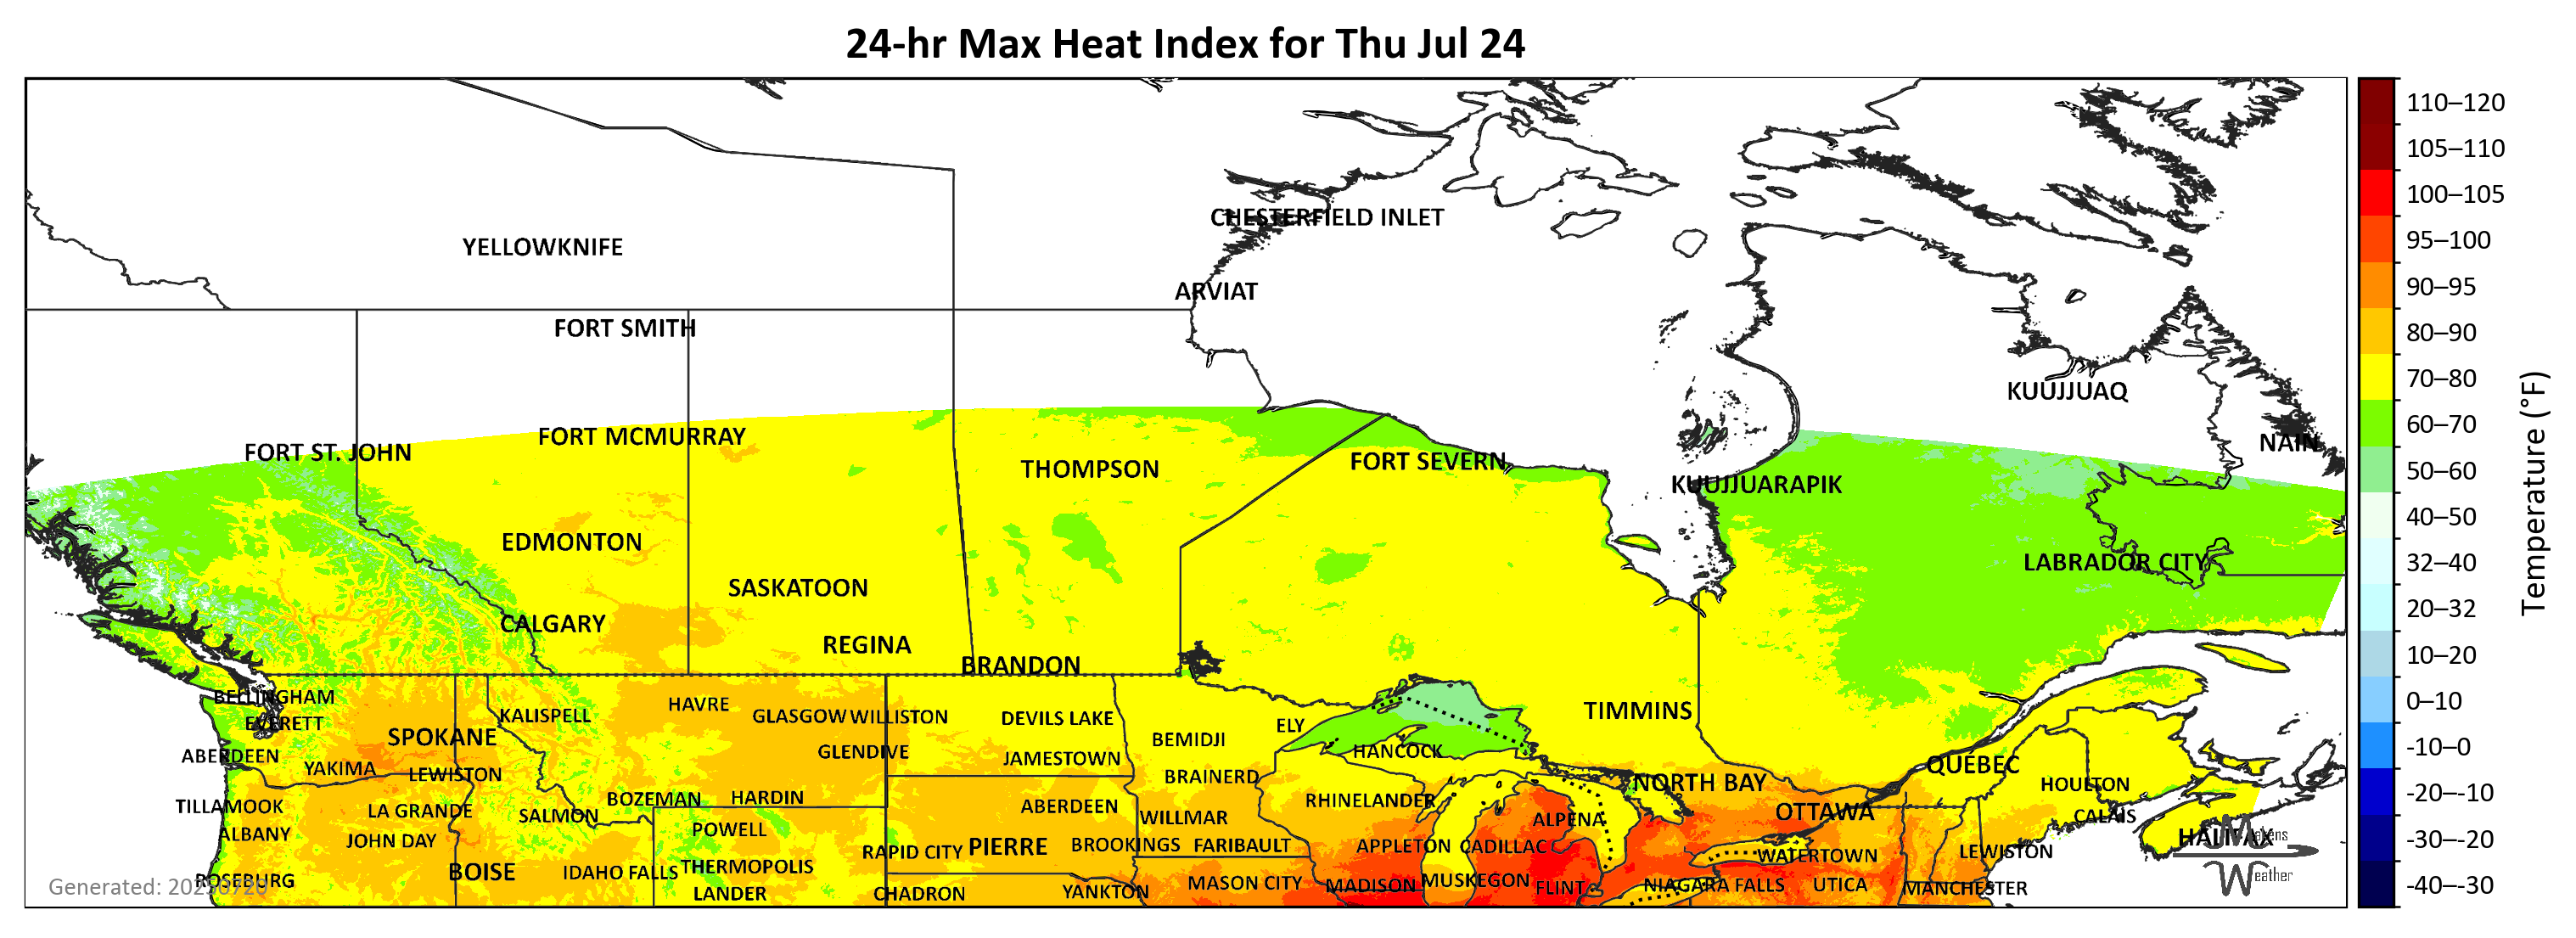 24-hr Max Heat Index for Thu Jul 24
CHESTERFIELD INLET
YELLOWKNIFE
ARVIAT
FORT SMITH
KUUJJUAQ
FORT MCMURRAY
NAIN
FORT ST. JOHN
FORT SEVERN
THOMPSON
KUUJJUARAPIK
EDMONTON
LABRADOR CITY
SASKATOON
CALGARY
REGINA
BRANDON
BELLINGHAM
HAVRE
TIMMINS
KALISPELL
GLASGOW
WILLISTON
DEVILS LAKE
EVERETT
ELY
SPOKANE
BEMIDJI
HANCOCK
GLENDIVE
ABERDEEN
JAMESTOWN
QUÉBEC
YAKIMA
LEWISTON
BRAINERD
NORTH BAY
HOULTON
BOZEMAN
HARDIN
RHINELANDER
TILLAMOOK
LA GRANDE
ABERDEEN
SALMON
WILLMAR
ALPENA
OTTAWA
CALAIS
ALBANY
POWELL
HALIFAX
JOHN DAY
RAPID CITY
PIERRE
BROOKINGS
FARIBAULT
APPLETON
CADILLAC
WATERTOWN
LEWISTON
BOISE
IDAHO FALLS
THERMOPOLIS
ROSEBURG
MASON CITY
MADISON
MUSKEGON
FLINT
NIAGARA FALLS
UTICA
MANCHESTER
LANDER
CHADRON
YANKTON
Generated: 20250720
Makens
Weather
110–120
105–110
100–105
95–100
90–95
80–90
70–80
60–70
50–60
40–50
32–40
20–32
10–20
0–10
-10–0
-20–-10
-30–-20
-40–-30
Temperature (°F)